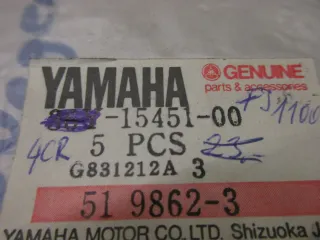 YAMAHA GENUINE
parts & accessories
-15451-00 FJ 1100
4CR 5 PCS 23.-
G831212A 3
51 9862-3
YAMAHA MOTOR CO., LTD. Shizuoka J